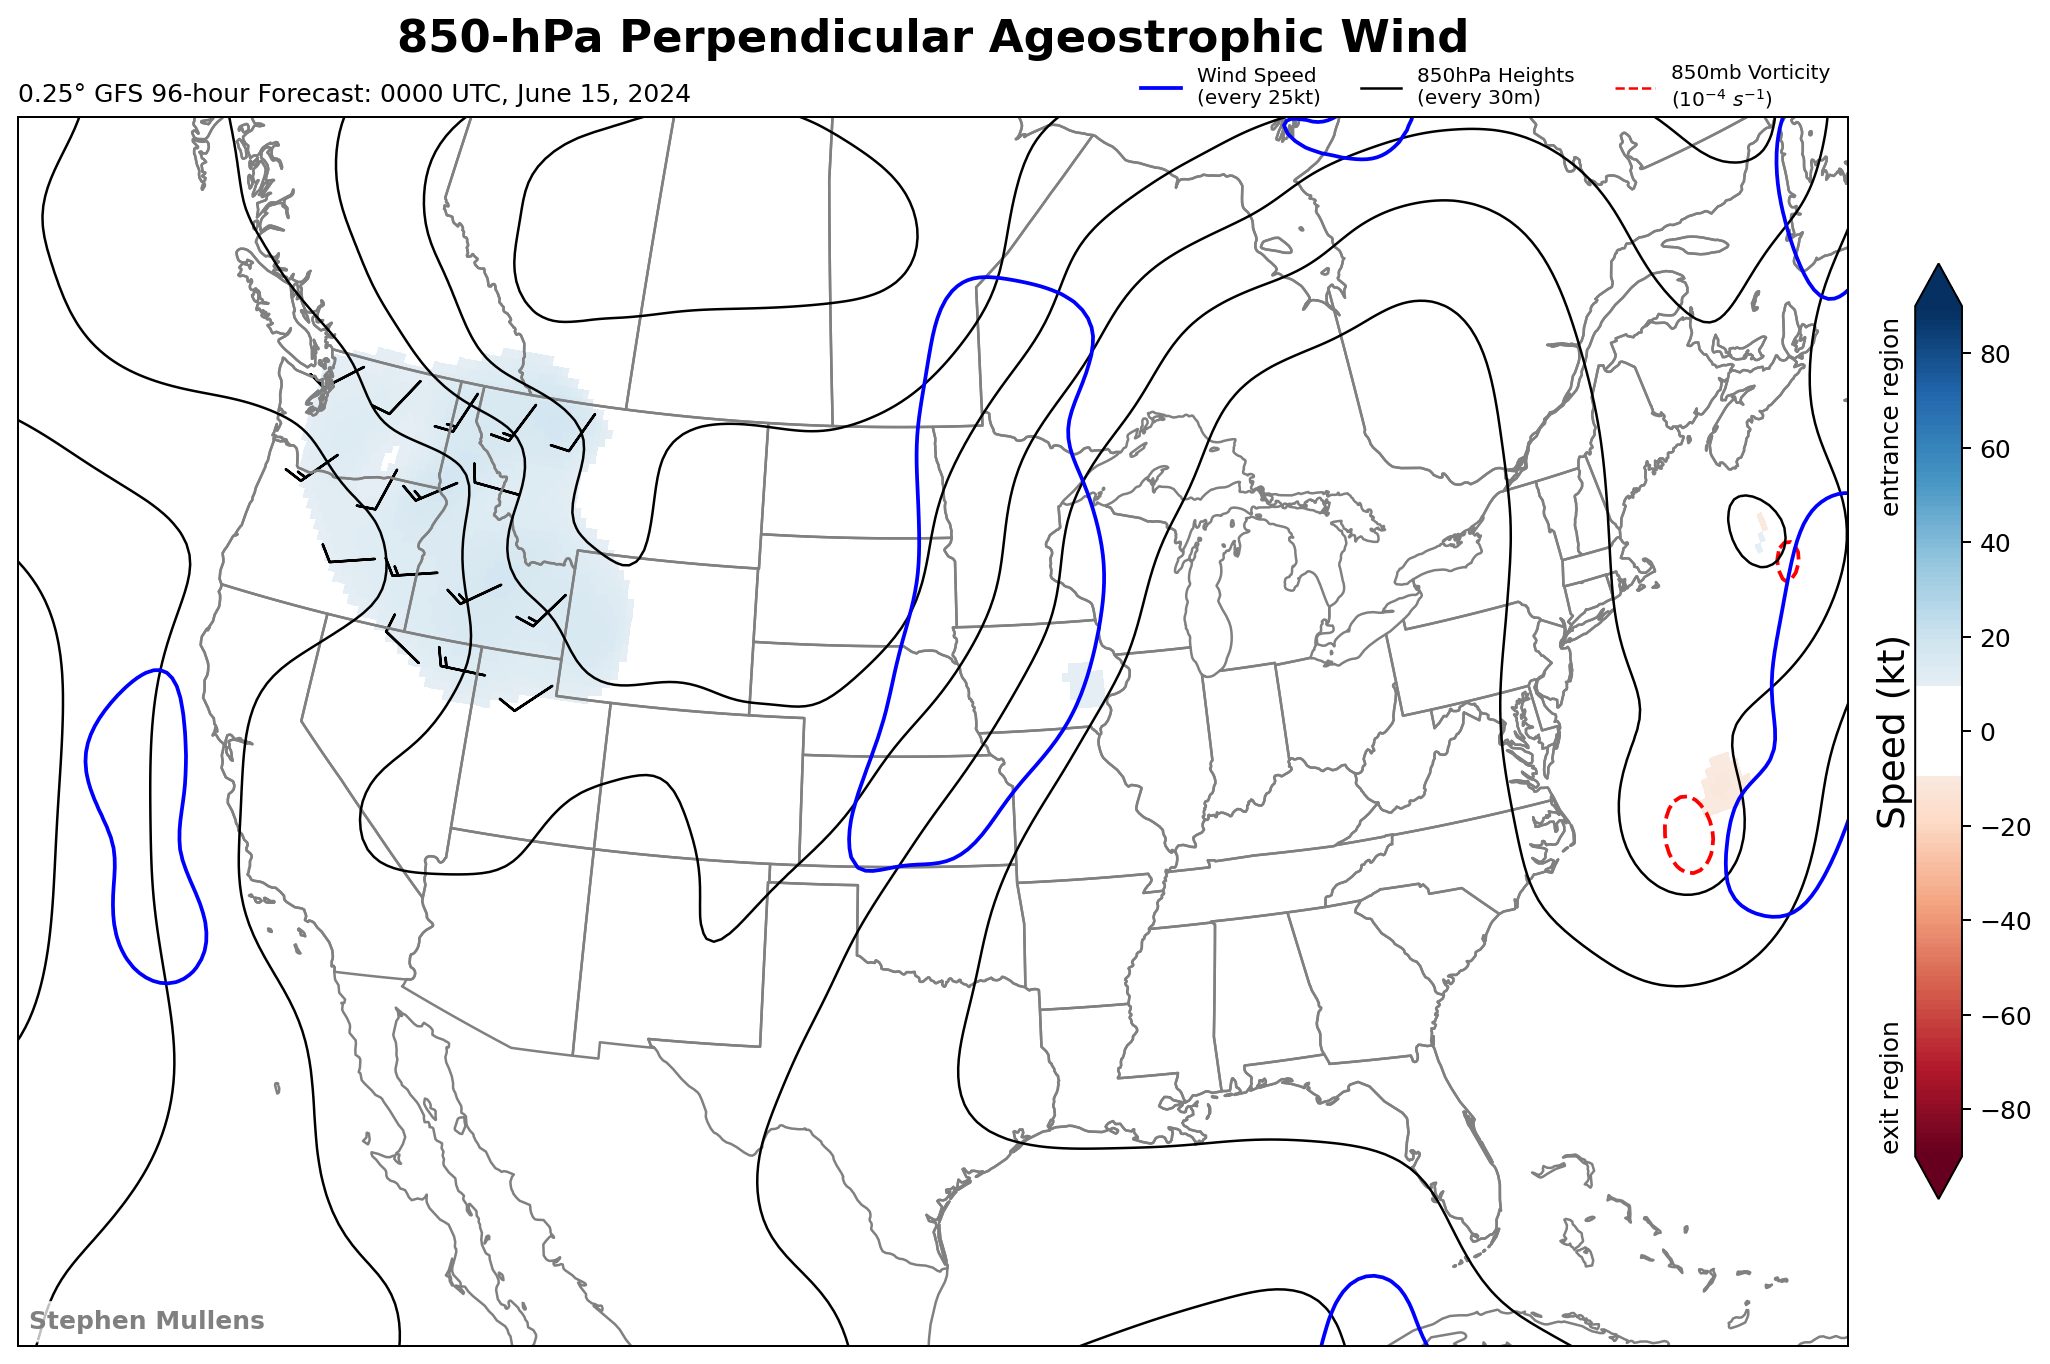 850-hPa Perpendicular Ageostrophic Wind
0.25° GFS 96-hour Forecast: 0000 UTC, June 15, 2024
Wind Speed
(every 25kt)
850hPa Heights
(every 30m)
850mb Vorticity
(10⁻⁴ s⁻¹)
entrance region
Speed (kt)
exit region
80
60
40
20
0
−20
−40
−60
−80
Stephen Mullens